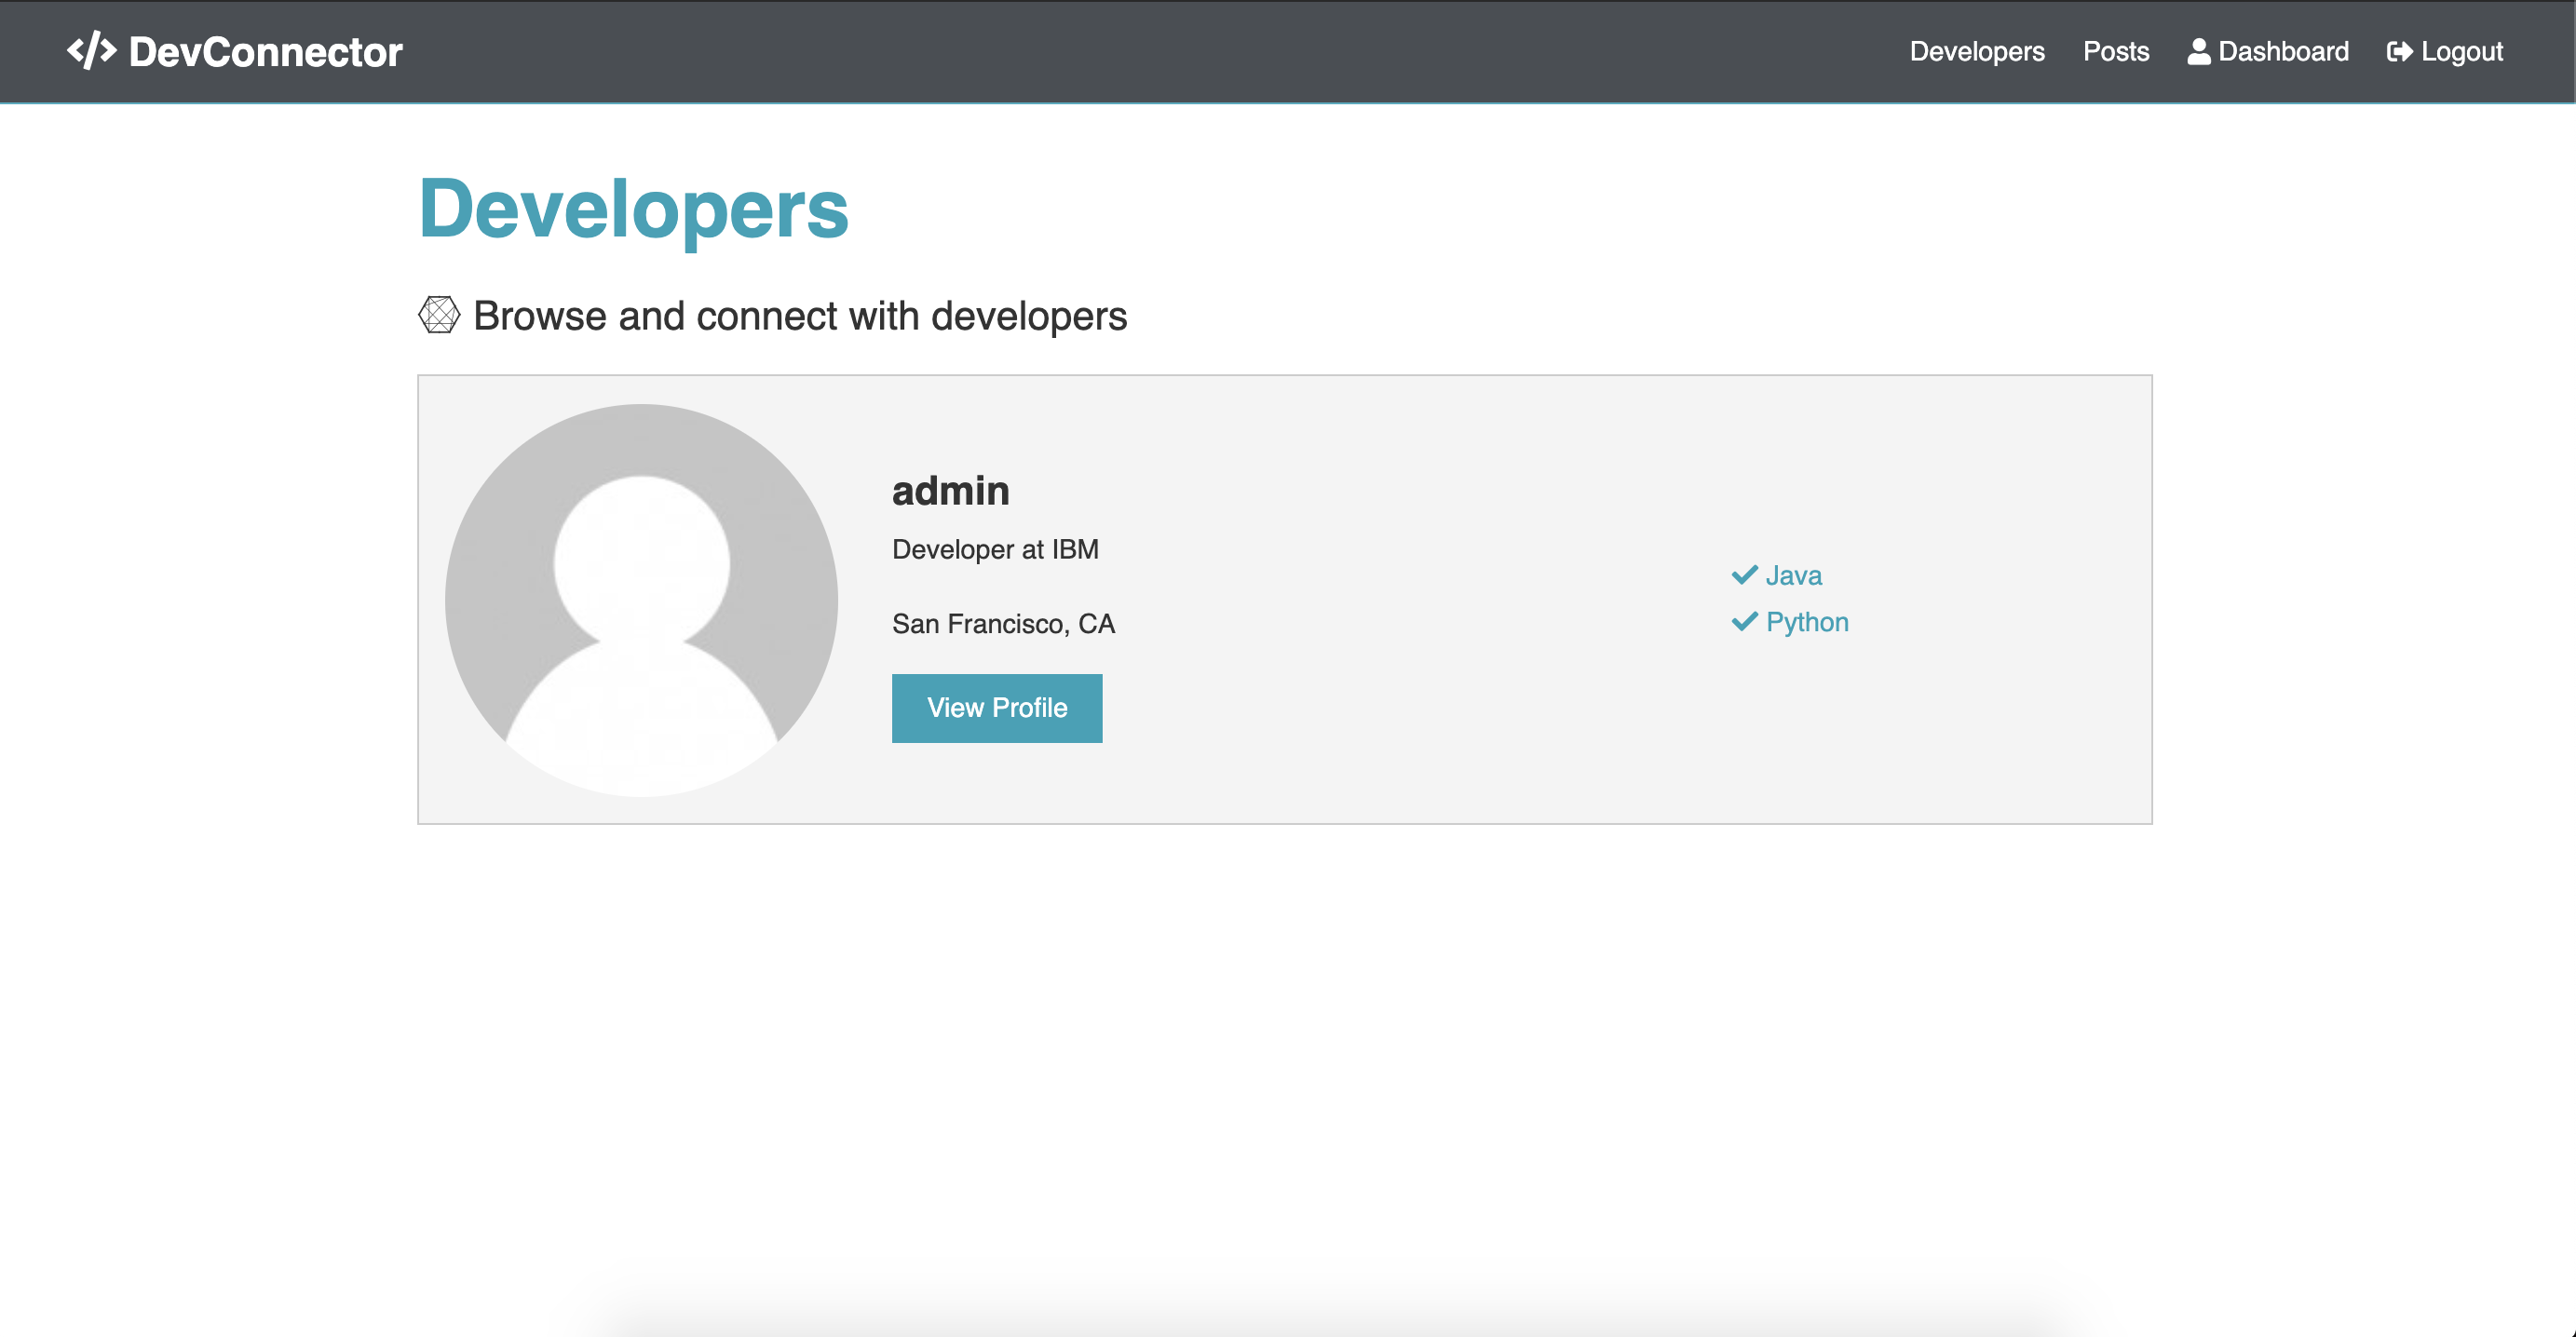 DevConnector
Developers Posts Dashboard Logout
Developers
Browse and connect with developers
admin
Developer at IBM
San Francisco, CA
View Profile
Java
Python